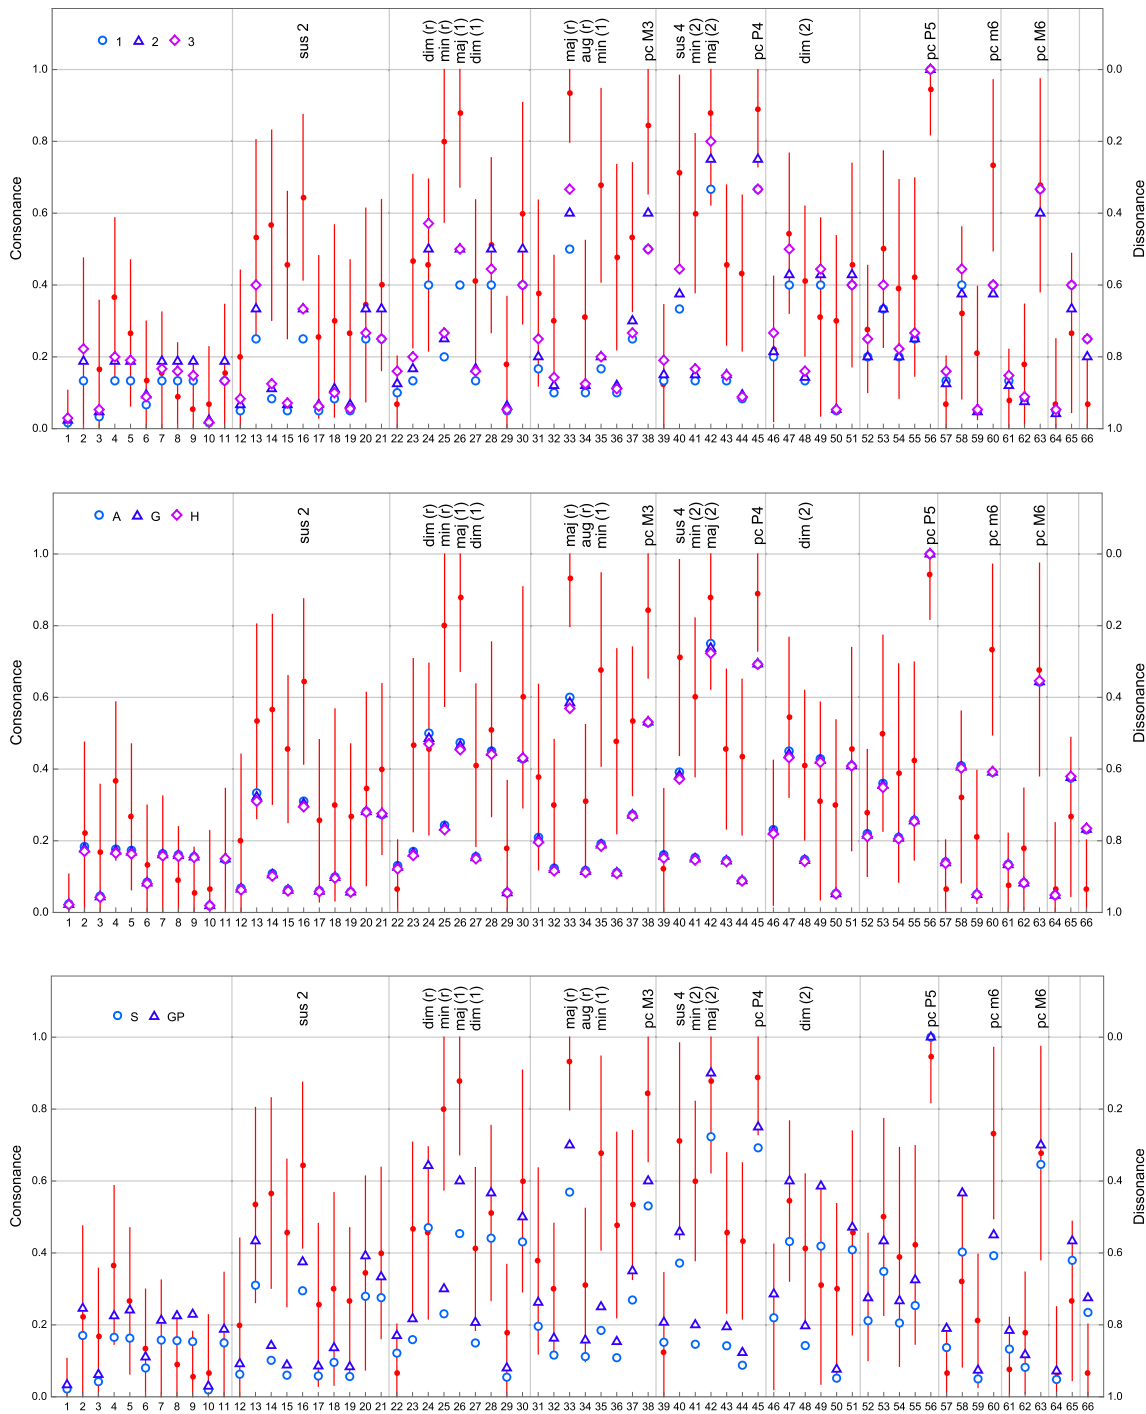 1 2 3
sus 2
dim (r)
min (r)
maj (1)
dim (1)
maj (r)
aug (r)
min (1)
pc M3
sus 4
min (2)
maj (2)
pc P4
dim (2)
pc P5
pc m6
pc M6
Consonance
1.0
0.8
0.6
0.4
0.2
0.0
0.0
0.2
0.4
0.6
0.8
1.0
Dissonance
1 2 3 4 5 6 7 8 9 10 11 12 13 14 15 16 17 18 19 20 21 22 23 24 25 26 27 28 29 30 31 32 33 34 35 36 37 38 39 40 41 42 43 44 45 46 47 48 49 50 51 52 53 54 55 56 57 58 59 60 61 62 63 64 65 66
A G H
sus 2
dim (r)
min (r)
maj (1)
dim (1)
maj (r)
aug (r)
min (1)
pc M3
sus 4
min (2)
maj (2)
pc P4
dim (2)
pc P5
pc m6
pc M6
Consonance
1.0
0.8
0.6
0.4
0.2
0.0
0.0
0.2
0.4
0.6
0.8
1.0
Dissonance
1 2 3 4 5 6 7 8 9 10 11 12 13 14 15 16 17 18 19 20 21 22 23 24 25 26 27 28 29 30 31 32 33 34 35 36 37 38 39 40 41 42 43 44 45 46 47 48 49 50 51 52 53 54 55 56 57 58 59 60 61 62 63 64 65 66
S GP
sus 2
dim (r)
min (r)
maj (1)
dim (1)
maj (r)
aug (r)
min (1)
pc M3
sus 4
min (2)
maj (2)
pc P4
dim (2)
pc P5
pc m6
pc M6
Consonance
1.0
0.8
0.6
0.4
0.2
0.0
0.0
0.2
0.4
0.6
0.8
1.0
Dissonance
1 2 3 4 5 6 7 8 9 10 11 12 13 14 15 16 17 18 19 20 21 22 23 24 25 26 27 28 29 30 31 32 33 34 35 36 37 38 39 40 41 42 43 44 45 46 47 48 49 50 51 52 53 54 55 56 57 58 59 60 61 62 63 64 65 66